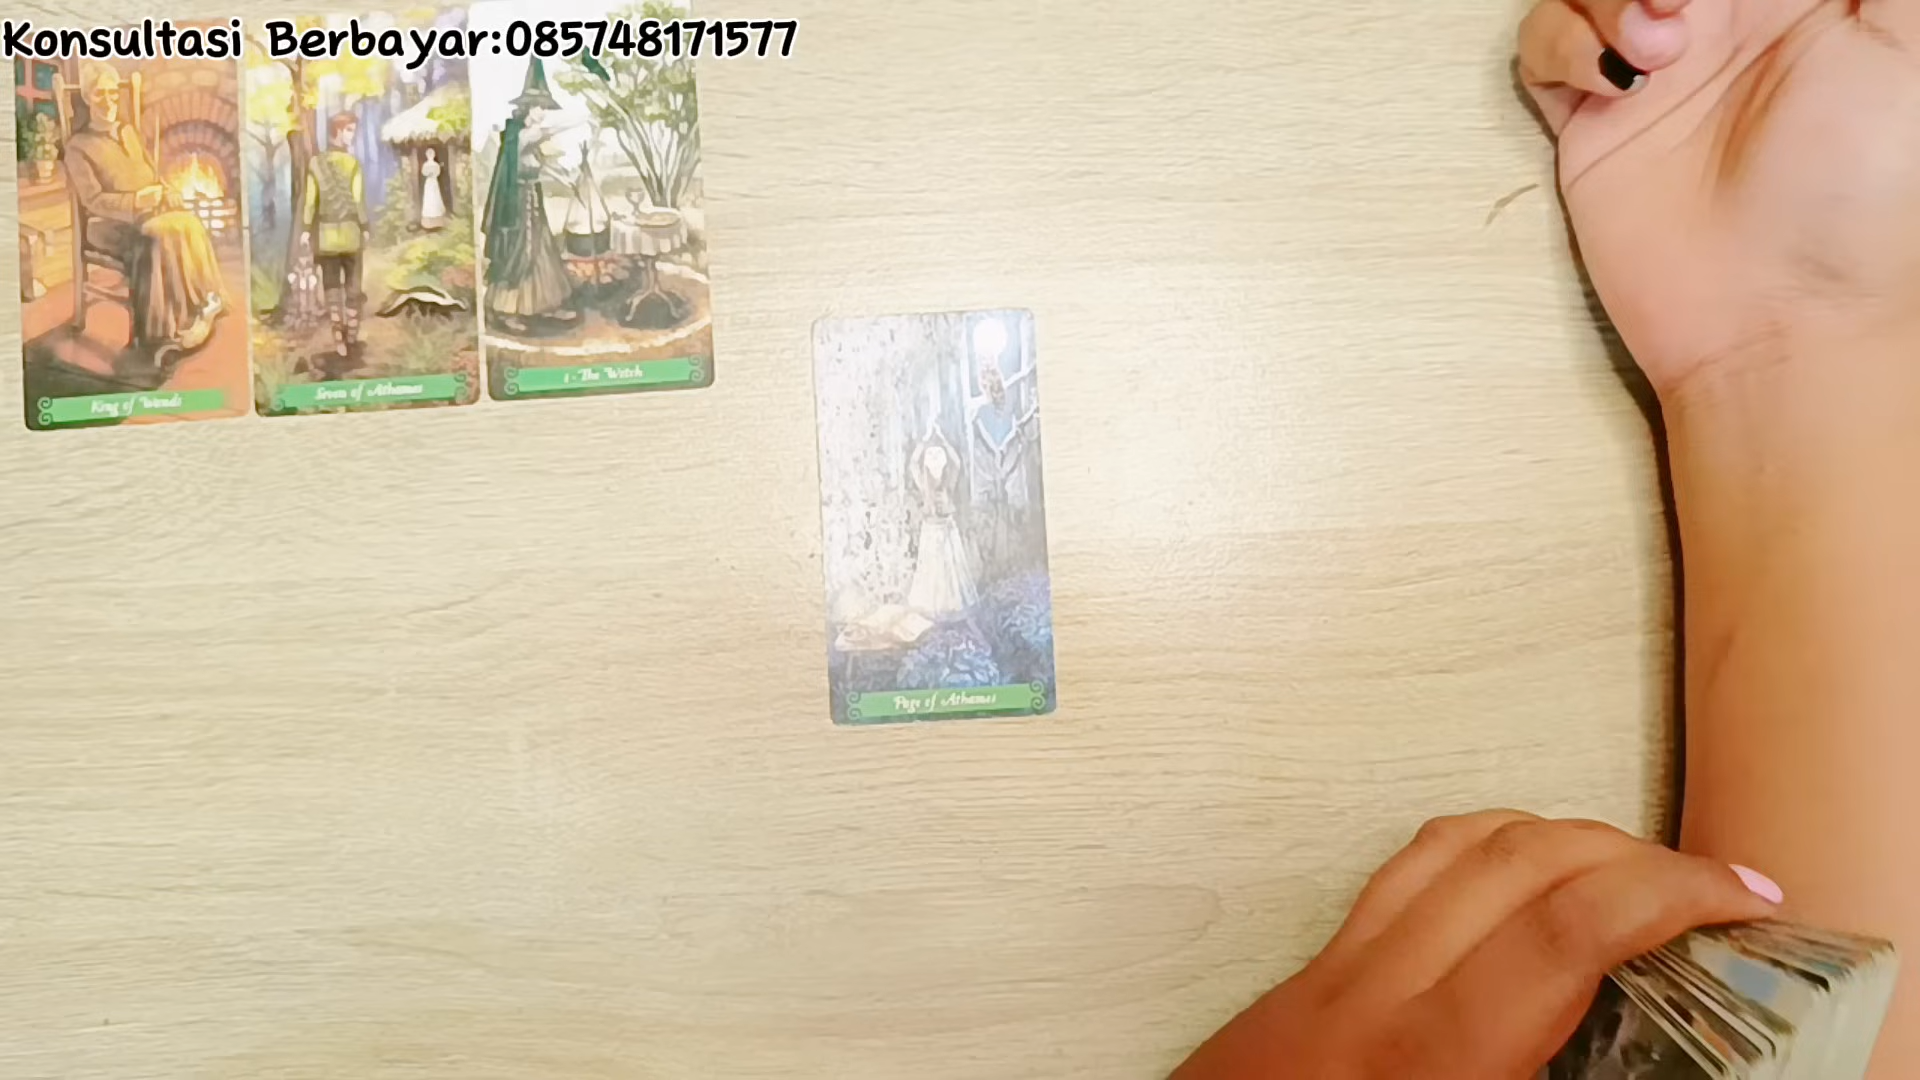 Konsultasi Berbayar:085748171577
King of Wands
Seven of Athames
1 - The Witch
Page of Athames